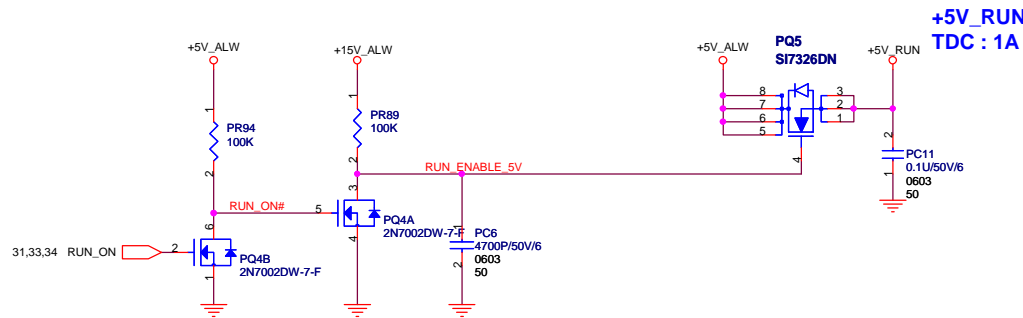 +5V_RUN
TDC : 1A
+5V_ALW
+15V_ALW
+5V_ALW
PQ5
SI7326DN
+5V_RUN
1
PR94
100K
2
1
PR89
100K
2
8
7
6
5
3
2
1
4
2
PC11
0.1U/50V/6
1
0603
50
RUN_ENABLE_5V
RUN_ON#
3
5
PQ4A
2N7002DW-7-F
4
1
PC6
4700P/50V/6
2
0603
50
31,33,34 RUN_ON
2
6
PQ4B
2N7002DW-7-F
1